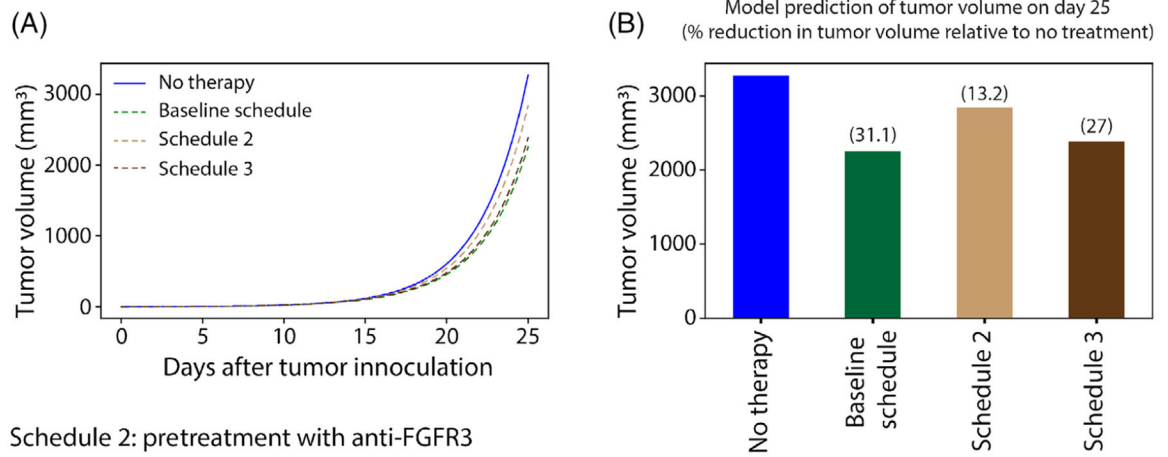 (A)
Tumor volume (mm³)
3000
2000
1000
0
No therapy
Baseline schedule
Schedule 2
Schedule 3
0 5 10 15 20 25
Days after tumor innoculation
Schedule 2: pretreatment with anti-FGFR3
(B)
Model prediction of tumor volume on day 25
(% reduction in tumor volume relative to no treatment)
Tumor volume (mm³)
3000
2000
1000
0
(31.1)
(13.2)
(27)
No therapy
Baseline
schedule
Schedule 2
Schedule 3